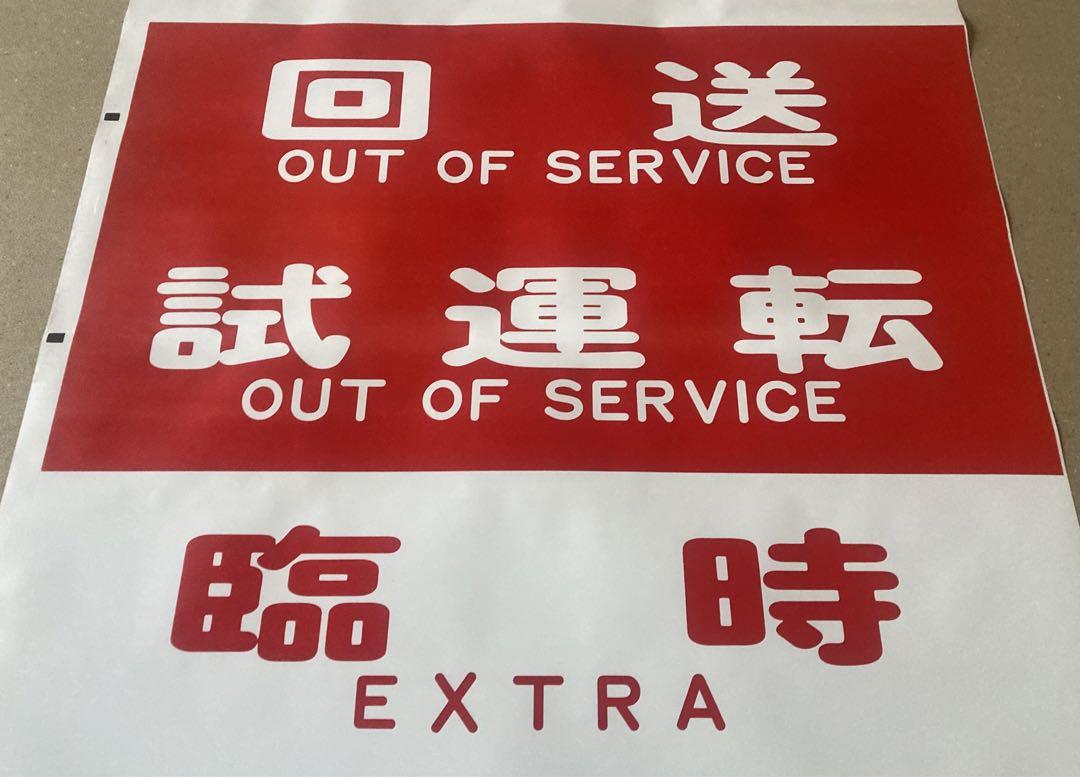 回送
OUT OF SERVICE
試運転
OUT OF SERVICE
臨時
EXTRA